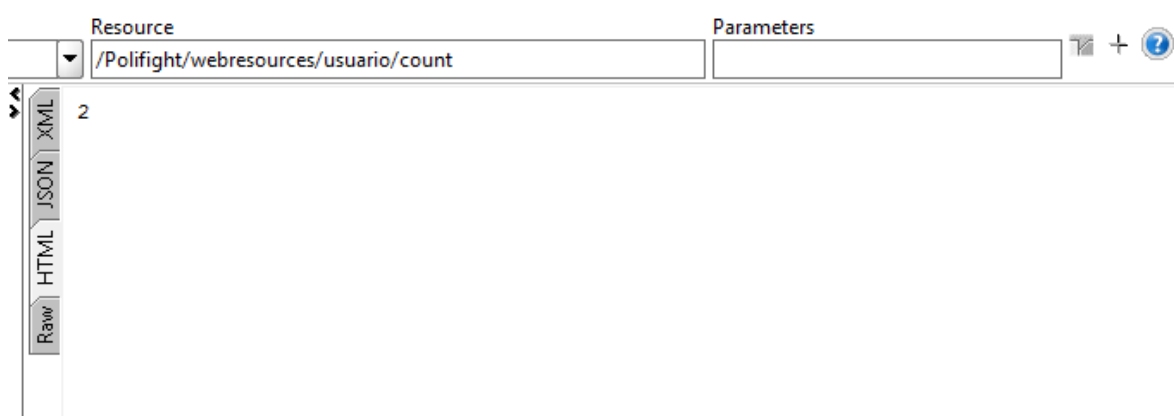 Resource
Parameters
/Polifight/webresources/usuario/count
XML
2
JSON
HTML
Raw